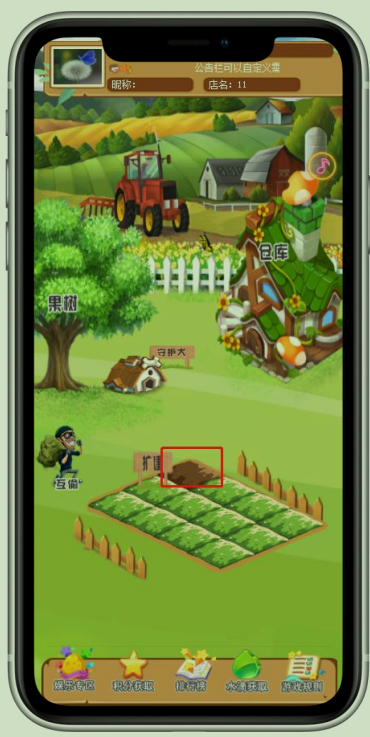 公告栏可以自定义集
昵称:
店名: 11
仓库
果树
守护犬
扩建
互偷
娱乐专区
积分获取
排行榜
水滴获取
游戏规则